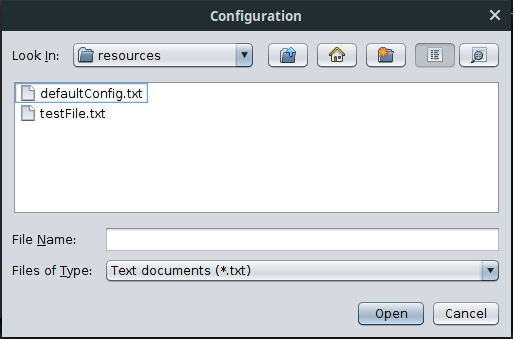 Configuration
Look In: resources
defaultConfig.txt
testFile.txt
File Name:
Files of Type: Text documents (*.txt)
Open Cancel